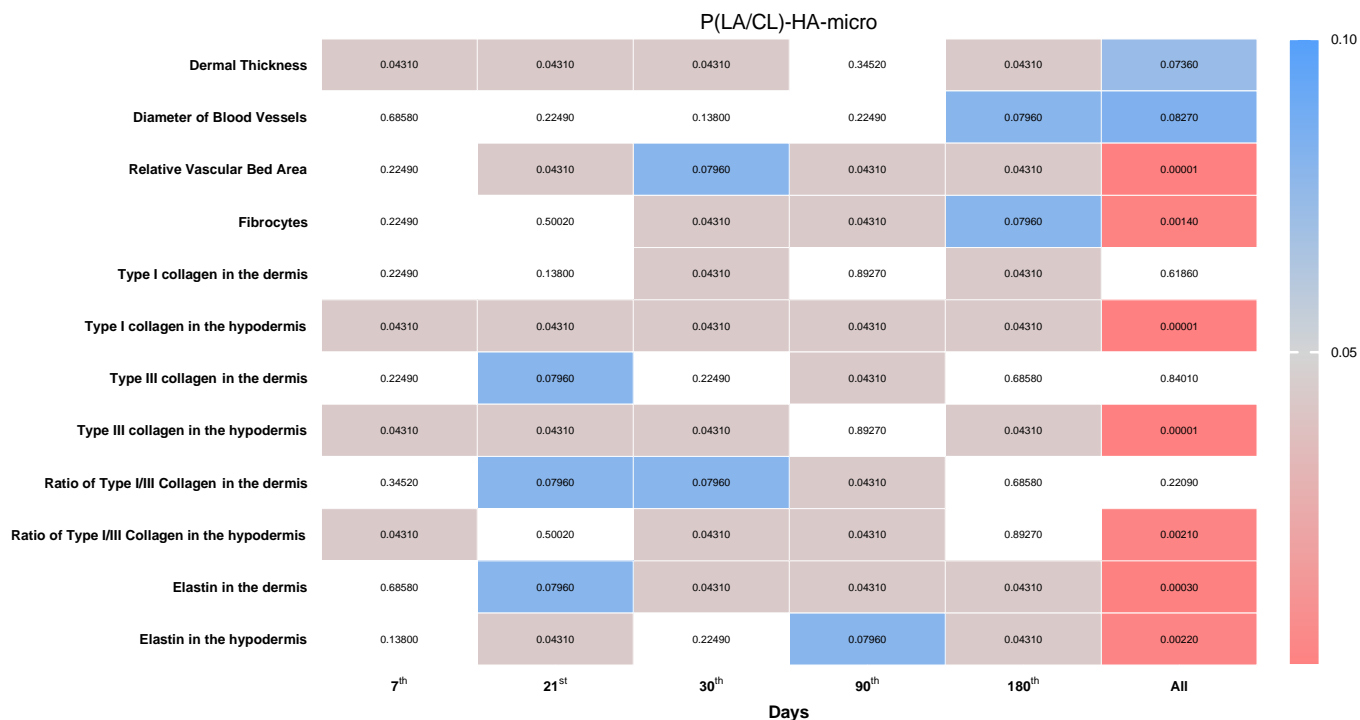 P(LA/CL)-HA-micro
Dermal Thickness 0.04310 0.04310 0.04310 0.34520 0.04310 0.07360
Diameter of Blood Vessels 0.68580 0.22490 0.13800 0.22490 0.07960 0.08270
Relative Vascular Bed Area 0.22490 0.04310 0.07960 0.04310 0.04310 0.00001
Fibrocytes 0.22490 0.50020 0.04310 0.04310 0.07960 0.00140
Type I collagen in the dermis 0.22490 0.13800 0.04310 0.89270 0.04310 0.61860
Type I collagen in the hypodermis 0.04310 0.04310 0.04310 0.04310 0.04310 0.00001
Type III collagen in the dermis 0.22490 0.07960 0.22490 0.04310 0.68580 0.84010
Type III collagen in the hypodermis 0.04310 0.04310 0.04310 0.89270 0.04310 0.00001
Ratio of Type I/III Collagen in the dermis 0.34520 0.07960 0.07960 0.04310 0.68580 0.22090
Ratio of Type I/III Collagen in the hypodermis 0.04310 0.50020 0.04310 0.04310 0.89270 0.00210
Elastin in the dermis 0.68580 0.07960 0.04310 0.04310 0.04310 0.00030
Elastin in the hypodermis 0.13800 0.04310 0.22490 0.07960 0.04310 0.00220
7th 21st 30th 90th 180th All
Days
0.10
0.05